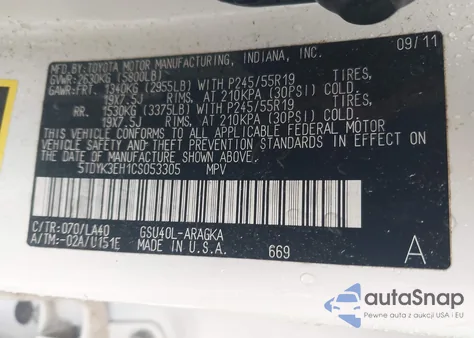 MFD.BY: TOYOTA MOTOR MANUFACTURING, INDIANA, INC. 09/11
GVWR: 2630KG (5800LB)
GAWR:FRT. 1340KG (2955LB) WITH P245/55R19 TIRES,
19X7.5J RIMS, AT 210KPA (30PSI) COLD.
RR. 1530KG (3375LB) WITH P245/55R19 TIRES,
19X7.5J RIMS, AT 210KPA (30PSI) COLD.
THIS VEHICLE CONFORMS TO ALL APPLICABLE FEDERAL MOTOR
VEHICLE SAFETY STANDARDS IN EFFECT ON THE DATE OF
MANUFACTURE SHOWN ABOVE.
5TDYK3EH1CS053305 MPV
C/TR:070/LA40 GSU40L-ARAGKA
A/TM:-02A/U151E MADE IN U.S.A. 669 A
autoSnap
Pewne auta z aukcji USA i EU